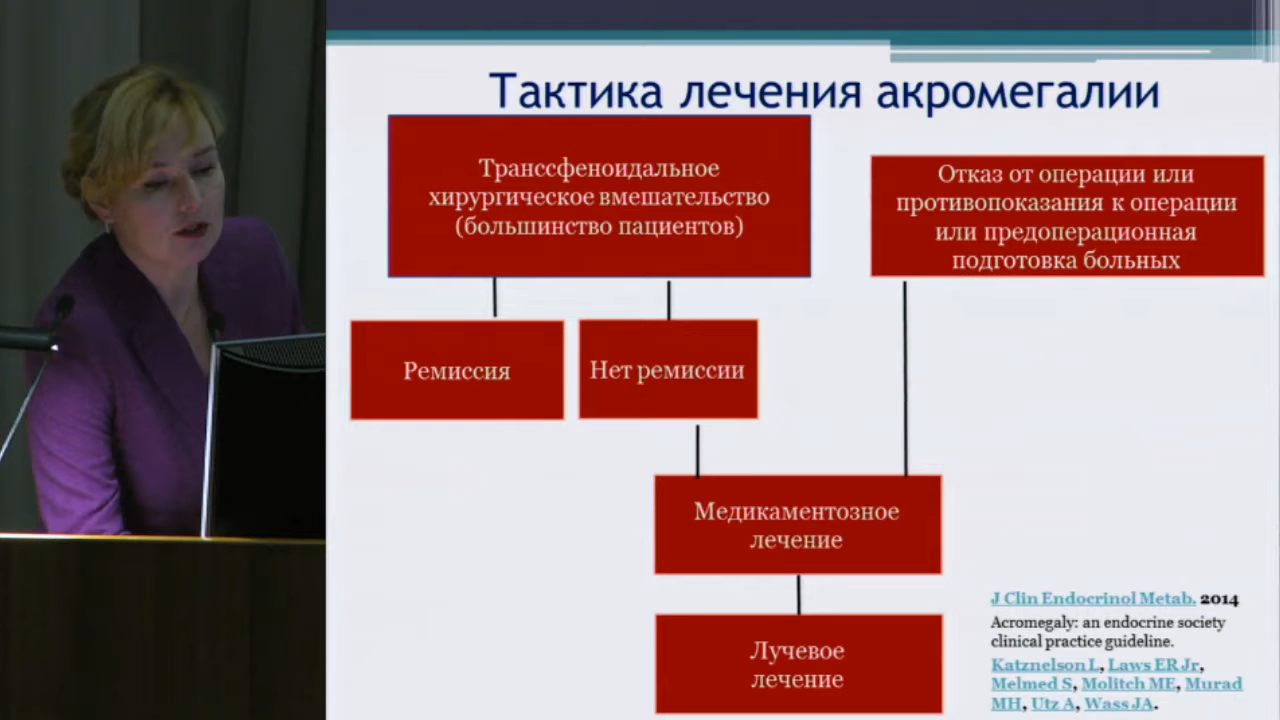 Тактика лечения акромегалии
Транссфеноидальное
хирургическое вмешательство
(большинство пациентов)
Отказ от операции или
противопоказания к операции
или предоперационная
подготовка больных
Ремиссия
Нет ремиссии
Медикаментозное
лечение
Лучевое
лечение
J Clin Endocrinol Metab. 2014
Acromegaly: an endocrine society
clinical practice guideline.
Katznelson L, Laws ER Jr,
Melmed S, Molitch ME, Murad
MH, Utz A, Wass JA.